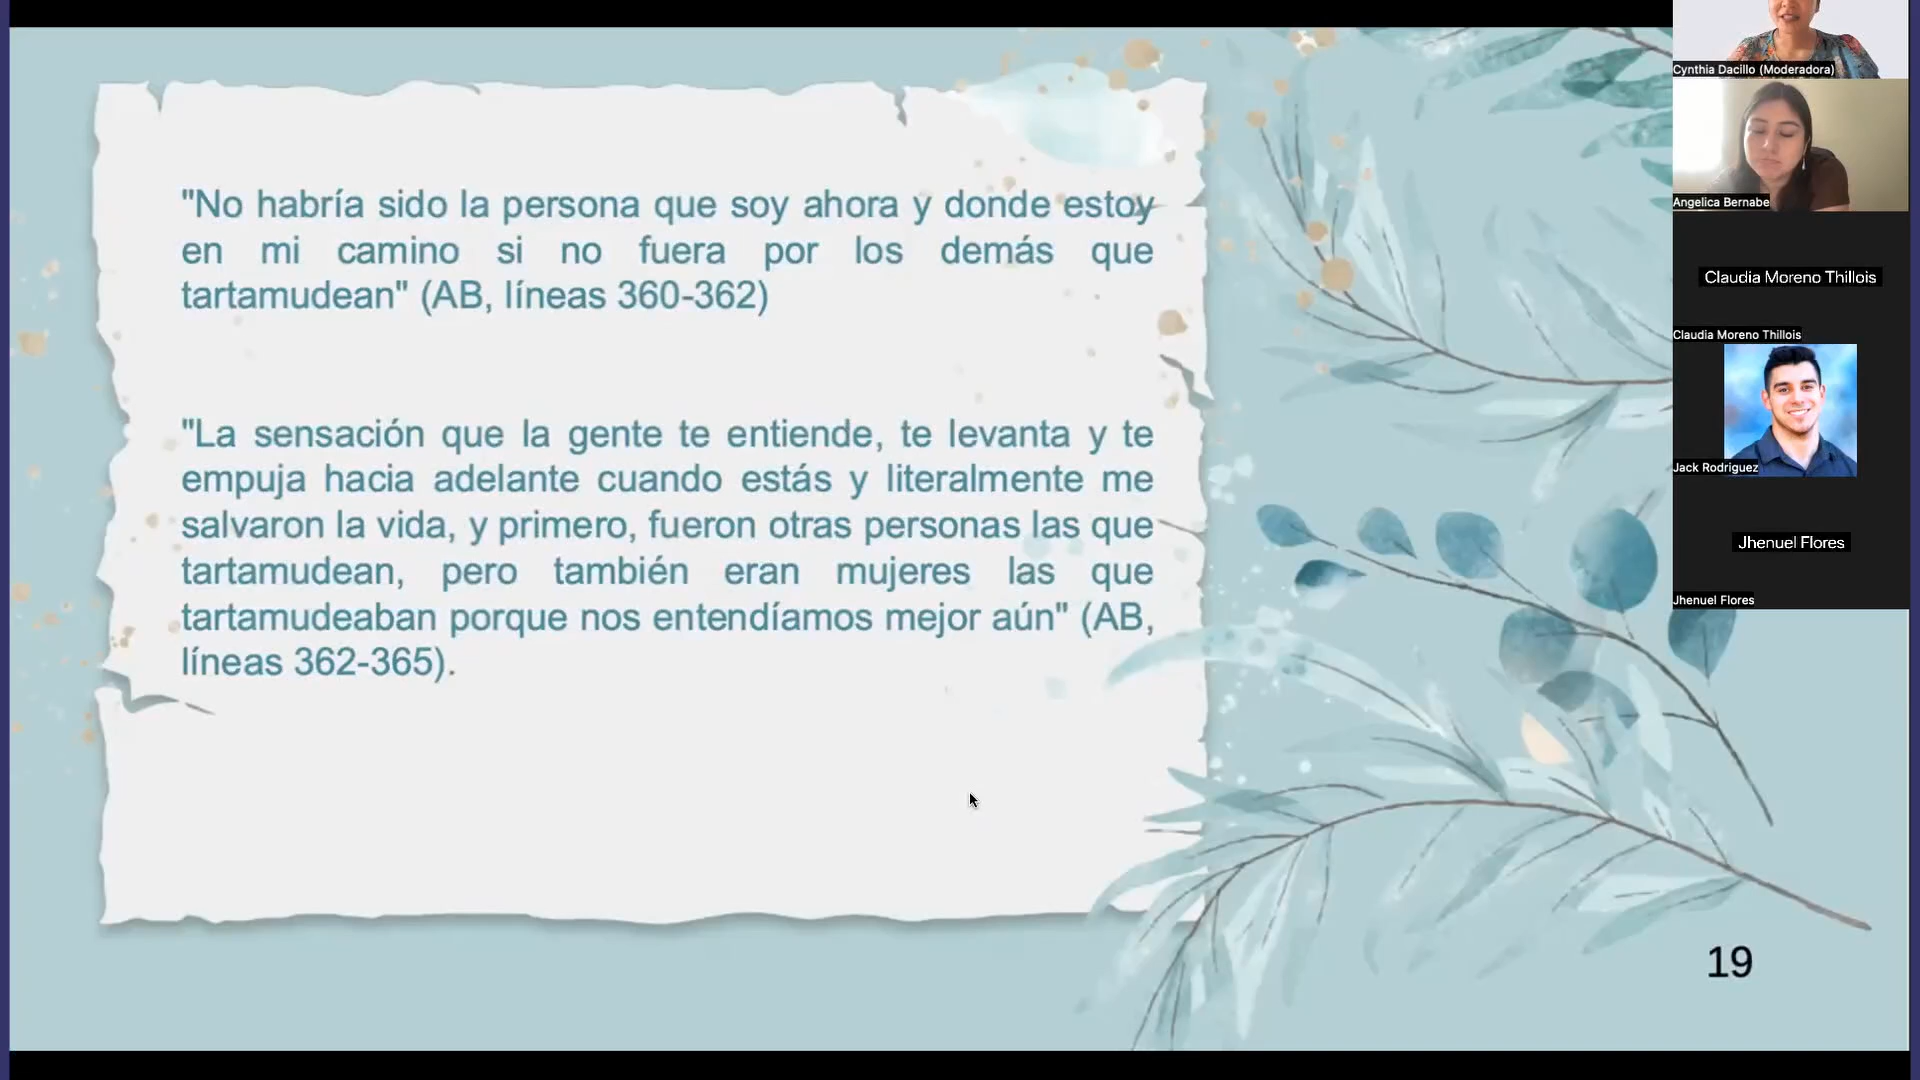 "No habría sido la persona que soy ahora y donde estoy
en mi camino si no fuera por los demás que
tartamudean" (AB, líneas 360-362)
"La sensación que la gente te entiende, te levanta y te
empuja hacia adelante cuando estás y literalmente me
salvaron la vida, y primero, fueron otras personas las que
tartamudean, pero también eran mujeres las que
tartamudeaban porque nos entendíamos mejor aún" (AB,
líneas 362-365).
19
Cynthia Dacillo (Moderadora)
Angelica Bernabe
Claudia Moreno Thillois
Claudia Moreno Thillois
Jack Rodriguez
Jhenuel Flores
Jhenuel Flores